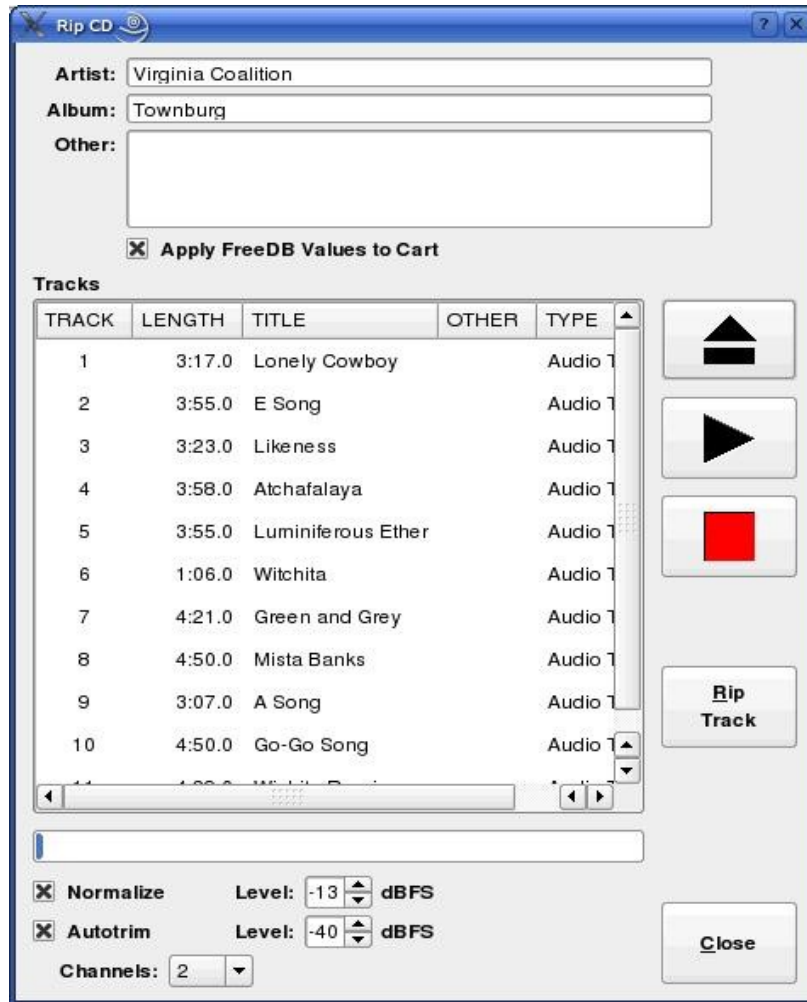 Rip CD
Artist: Virginia Coalition
Album: Townburg
Other:
Apply FreeDB Values to Cart
Tracks
TRACK LENGTH TITLE OTHER TYPE
1 3:17.0 Lonely Cowboy Audio T
2 3:55.0 E Song Audio T
3 3:23.0 Likeness Audio T
4 3:58.0 Atchafalaya Audio T
5 3:55.0 Luminiferous Ether Audio T
6 1:06.0 Witchita Audio T
7 4:21.0 Green and Grey Audio T
8 4:50.0 Mista Banks Audio T
9 3:07.0 A Song Audio T
10 4:50.0 Go-Go Song Audio T
Rip
Track
Normalize Level: -13 dBFS
Autotrim Level: -40 dBFS
Channels: 2
Close